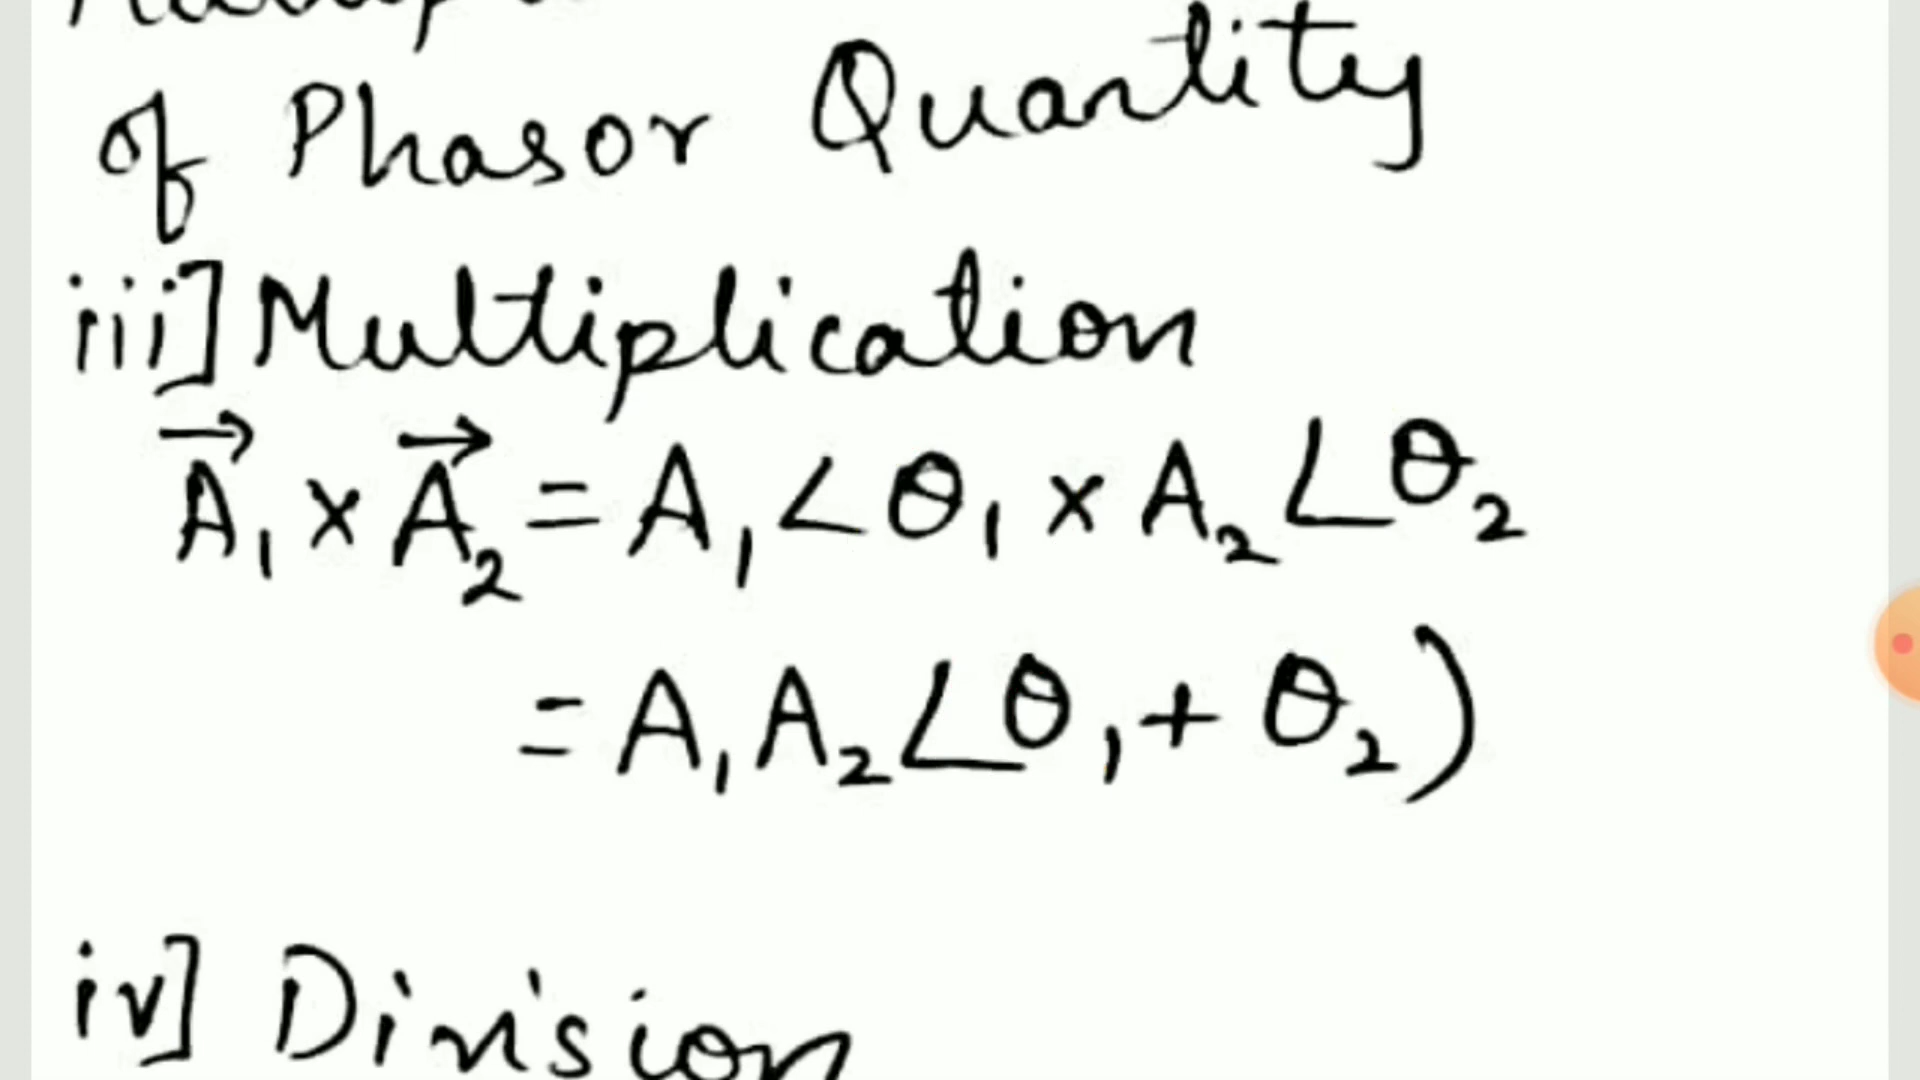 of Phasor Quantity
iii] Multiplication
A⃗₁ × A⃗₂ = A₁∠θ₁ × A₂∠θ₂
= A₁A₂∠θ₁ + θ₂)
iv] Division